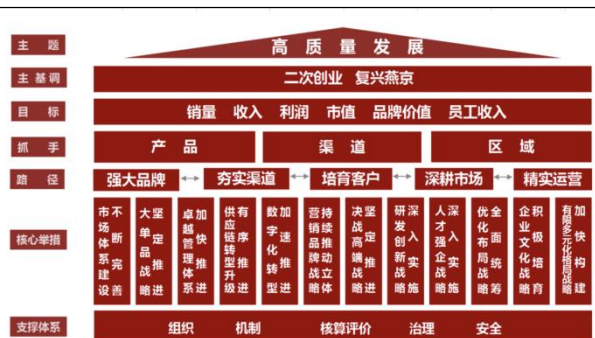 主 题
高 质 量 发 展
主 基 调
二次创业 复兴燕京
目 标
销量 收入 利润 市值 品牌价值 员工收入
抓 手
产 品
渠 道
区 域
路 径
强大品牌
夯实渠道
培育客户
深耕市场
精实运营
核心举措
不断完善
市场体系建设
坚定推进
大单品战略
加快推进
卓越管理体系
有序推进
供应链转型升级
加速推进
数字化转型
持续推动立体
营销品牌战略
坚定推进
决战高端战略
深入实施
研发创新战略
深入实施
人才强企战略
全面统筹
优化布局战略
积极培育
企业文化战略
加快构建
有限多元化格局战略
支撑体系
组织 机制 核算评价 治理 安全